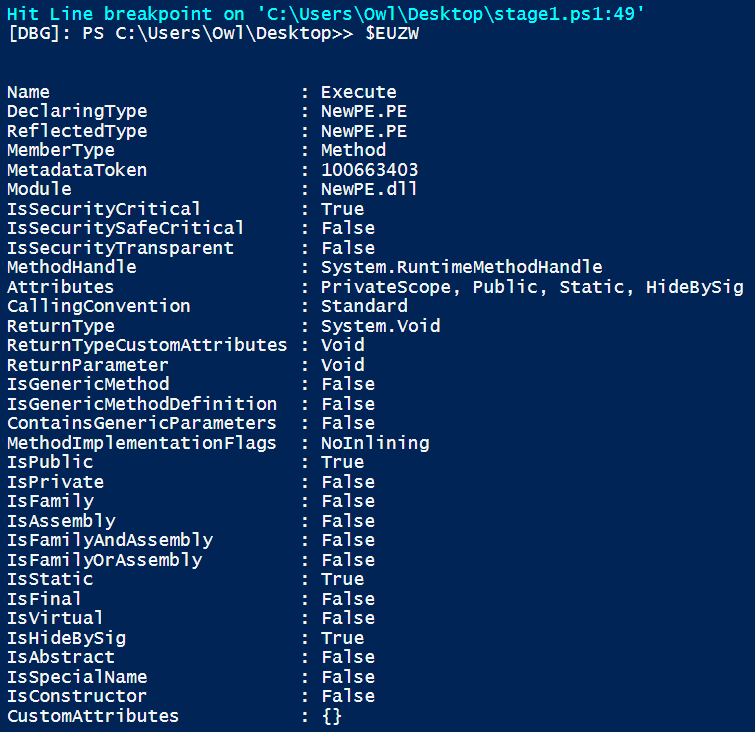 Hit Line breakpoint on 'C:\Users\Owl\Desktop\stage1.ps1:49'
[DBG]: PS C:\Users\Owl\Desktop>> $EUZW
Name : Execute
DeclaringType : NewPE.PE
ReflectedType : NewPE.PE
MemberType : Method
MetadataToken : 100663403
Module : NewPE.dll
IsSecurityCritical : True
IsSecuritySafeCritical : False
IsSecurityTransparent : False
MethodHandle : System.RuntimeMethodHandle
Attributes : PrivateScope, Public, Static, HideBySig
CallingConvention : Standard
ReturnType : System.Void
ReturnTypeCustomAttributes : Void
ReturnParameter : Void
IsGenericMethod : False
IsGenericMethodDefinition : False
ContainsGenericParameters : False
MethodImplementationFlags : NoInlining
IsPublic : True
IsPrivate : False
IsFamily : False
IsAssembly : False
IsFamilyAndAssembly : False
IsFamilyOrAssembly : False
IsStatic : True
IsFinal : False
IsVirtual : False
IsHideBySig : True
IsAbstract : False
IsSpecialName : False
IsConstructor : False
CustomAttributes : {}